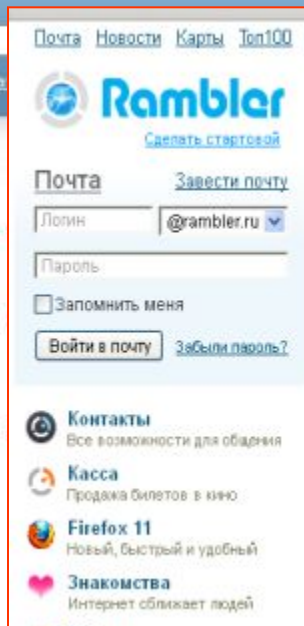 Почта Новости Карты Топ100
Rambler
Сделать стартовой
Почта Завести почту
Логин @rambler.ru
Пароль
Запомнить меня
Войти в почту Забыли пароль?
Контакты
Все возможности для общения
Касса
Продажа билетов в кино
Firefox 11
Новый, быстрый и удобный
Знакомства
Интернет сближает людей